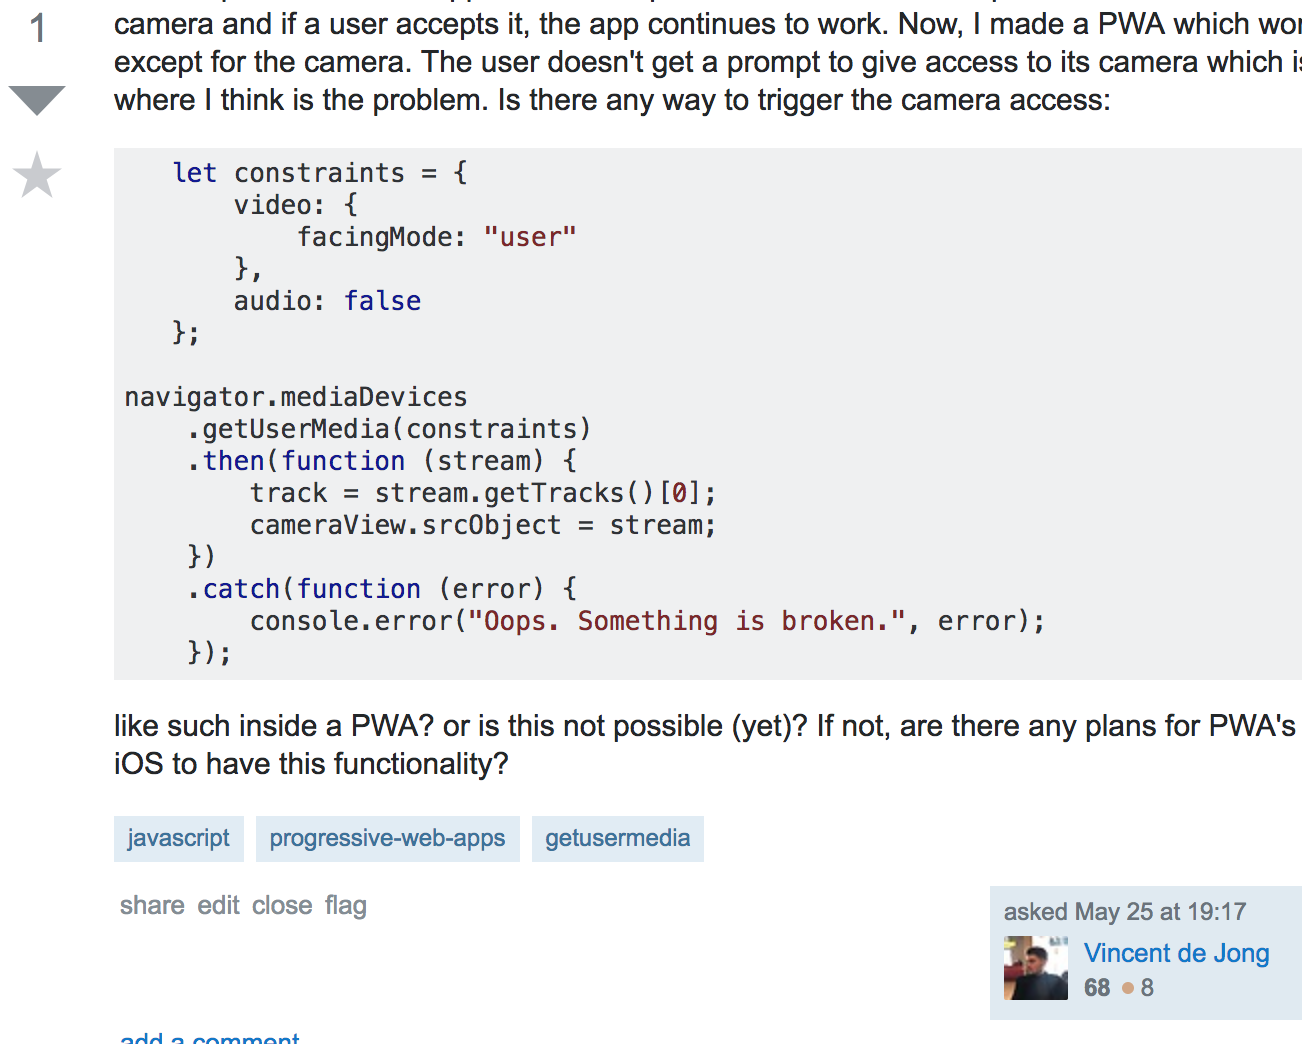 1
camera and if a user accepts it, the app continues to work. Now, I made a PWA which
except for the camera. The user doesn't get a prompt to give access to its camera which
where I think is the problem. Is there any way to trigger the camera access:
let constraints = {
video: {
facingMode: "user"
},
audio: false
};
navigator.mediaDevices
.getUserMedia(constraints)
.then(function (stream) {
track = stream.getTracks()[0];
cameraView.srcObject = stream;
})
.catch(function (error) {
console.error("Oops. Something is broken.", error);
});
like such inside a PWA? or is this not possible (yet)? If not, are there any plans for PWA's
iOS to have this functionality?
javascript progressive-web-apps getusermedia
share edit close flag
asked May 25 at 19:17
Vincent de Jong
68 8
add a comment